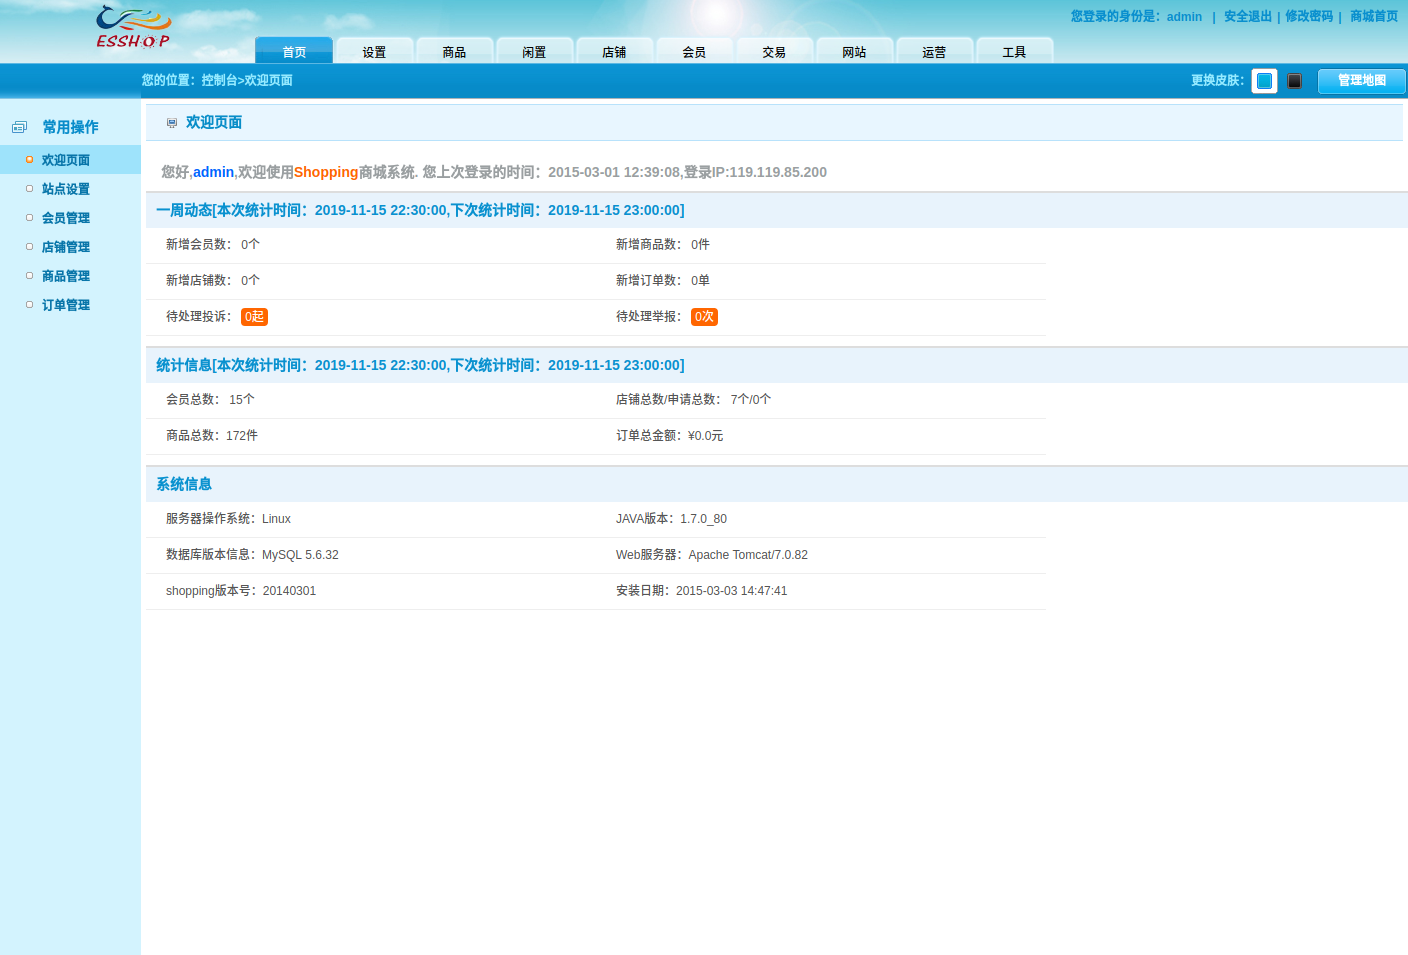 ESSHOP
您登录的身份是：admin | 安全退出 | 修改密码 | 商城首页
首页 设置 商品 闲置 店铺 会员 交易 网站 运营 工具
您的位置：控制台>欢迎页面
更换皮肤：
管理地图
常用操作
欢迎页面
站点设置
会员管理
店铺管理
商品管理
订单管理
欢迎页面
您好,admin,欢迎使用Shopping商城系统. 您上次登录的时间：2015-03-01 12:39:08,登录IP:119.119.85.200
一周动态[本次统计时间：2019-11-15 22:30:00,下次统计时间：2019-11-15 23:00:00]
新增会员数： 0个 新增商品数： 0件
新增店铺数： 0个 新增订单数： 0单
待处理投诉： 0起 待处理举报： 0次
统计信息[本次统计时间：2019-11-15 22:30:00,下次统计时间：2019-11-15 23:00:00]
会员总数： 15个 店铺总数/申请总数： 7个/0个
商品总数：172件 订单总金额：¥0.0元
系统信息
服务器操作系统：Linux JAVA版本：1.7.0_80
数据库版本信息：MySQL 5.6.32 Web服务器：Apache Tomcat/7.0.82
shopping版本号：20140301 安装日期：2015-03-03 14:47:41